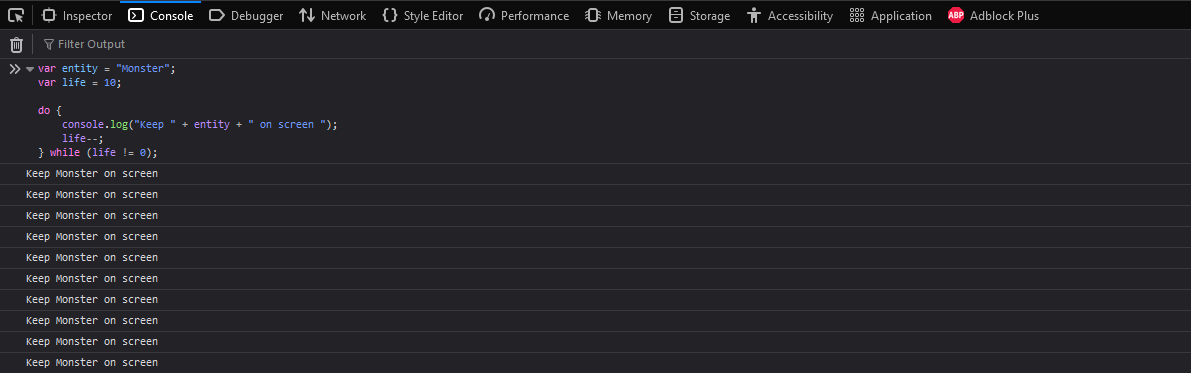 Inspector Console Debugger Network Style Editor Performance Memory Storage Accessibility Application ABP Adblock Plus
Filter Output
var entity = "Monster";
var life = 10;
do {
console.log("Keep " + entity + " on screen ");
life--;
} while (life != 0);
Keep Monster on screen
Keep Monster on screen
Keep Monster on screen
Keep Monster on screen
Keep Monster on screen
Keep Monster on screen
Keep Monster on screen
Keep Monster on screen
Keep Monster on screen
Keep Monster on screen